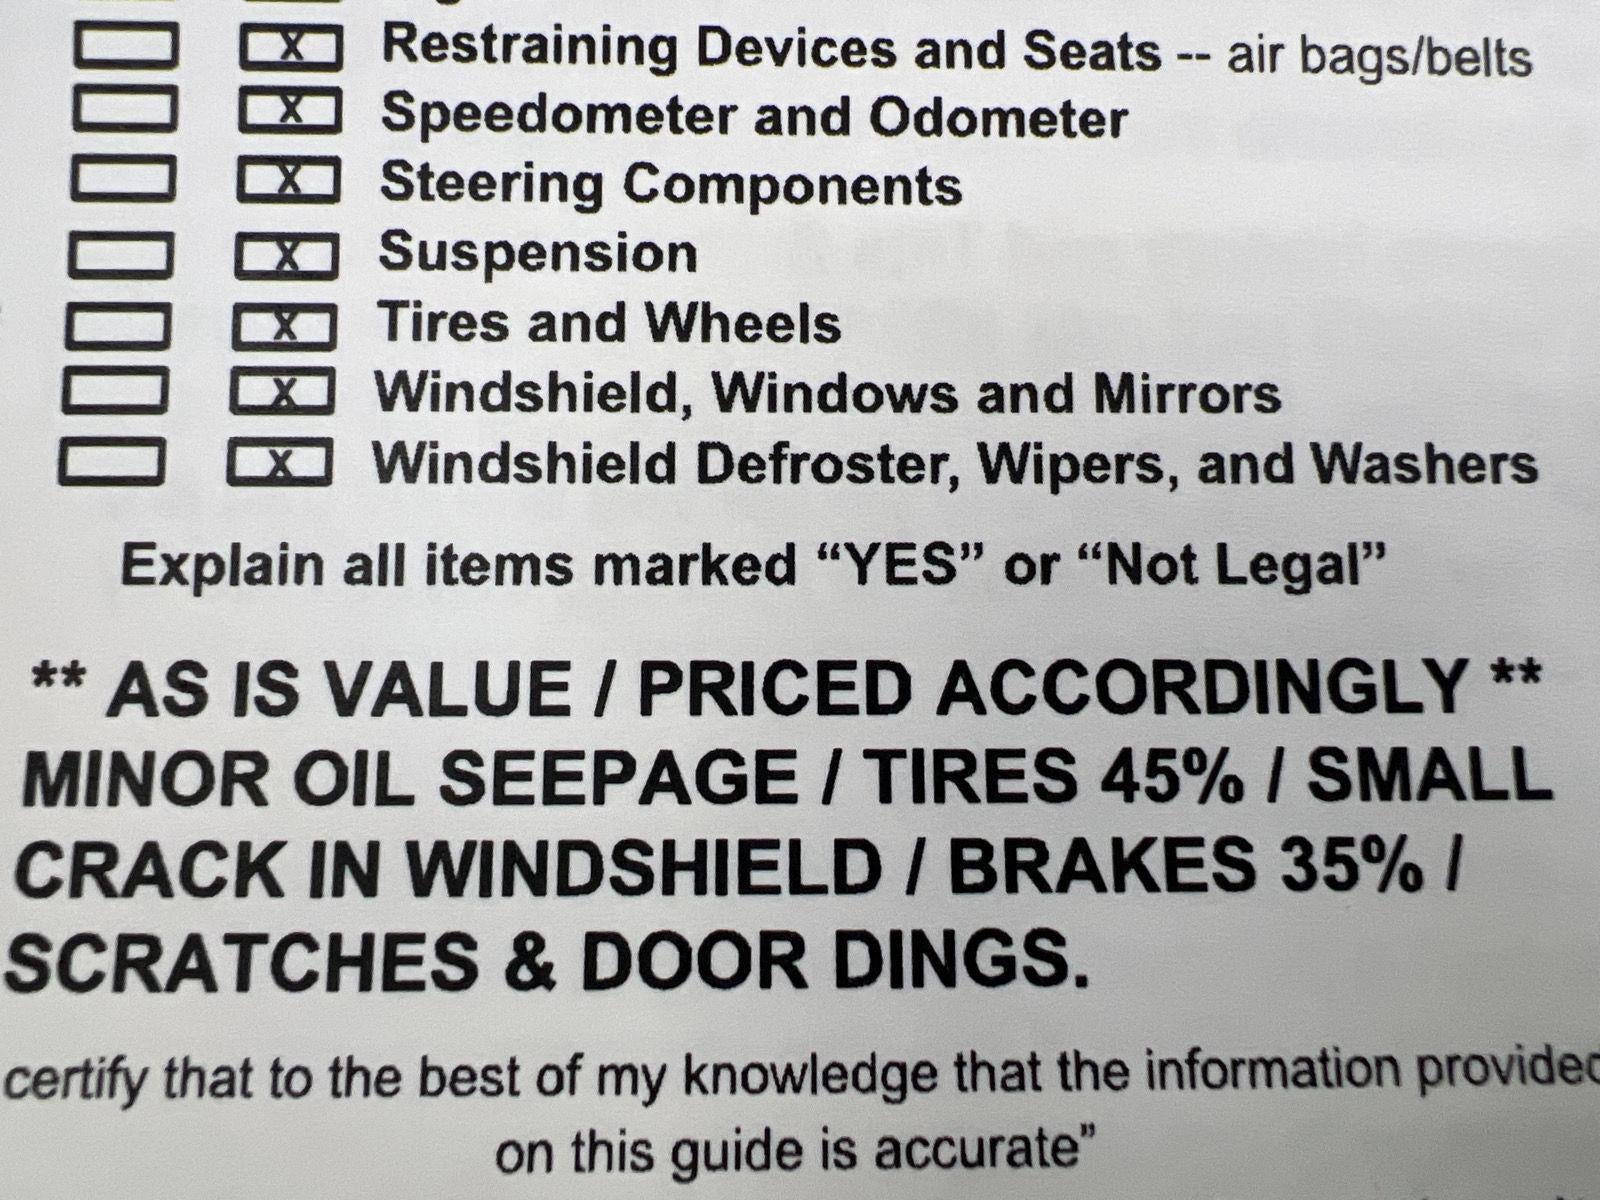 X Restraining Devices and Seats -- air bags/belts
X Speedometer and Odometer
X Steering Components
X Suspension
X Tires and Wheels
X Windshield, Windows and Mirrors
X Windshield Defroster, Wipers, and Washers
Explain all items marked “YES” or “Not Legal”
** AS IS VALUE / PRICED ACCORDINGLY **
MINOR OIL SEEPAGE / TIRES 45% / SMALL
CRACK IN WINDSHIELD / BRAKES 35% /
SCRATCHES & DOOR DINGS.
certify that to the best of my knowledge that the information provided
on this guide is accurate”